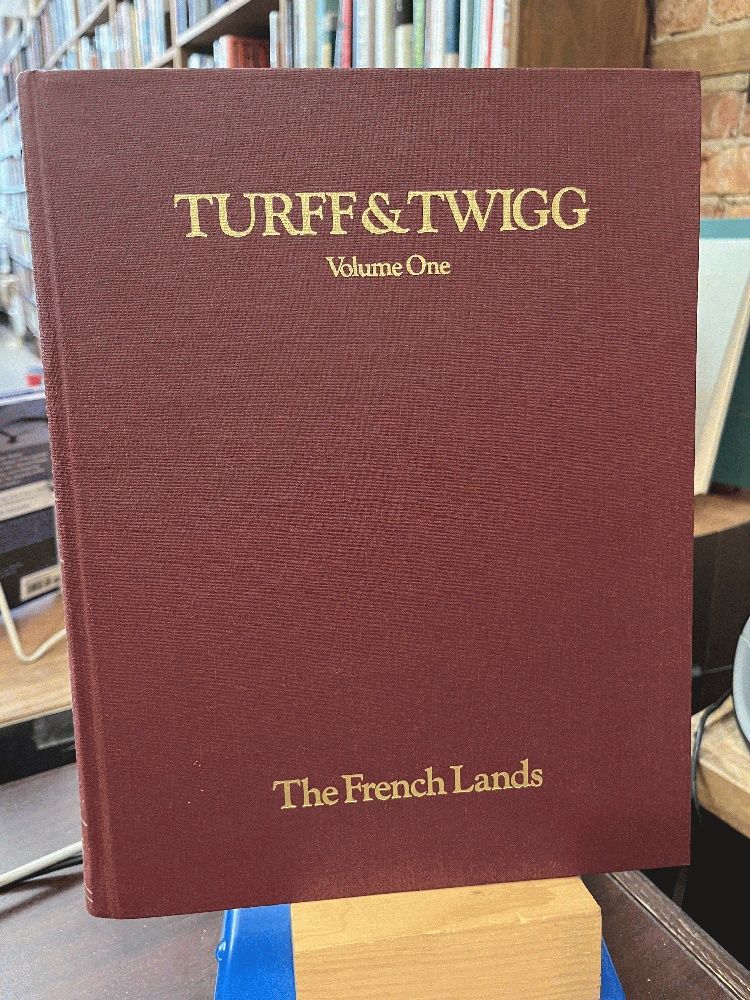 TURFF & TWIGG
Volume One
The French Lands